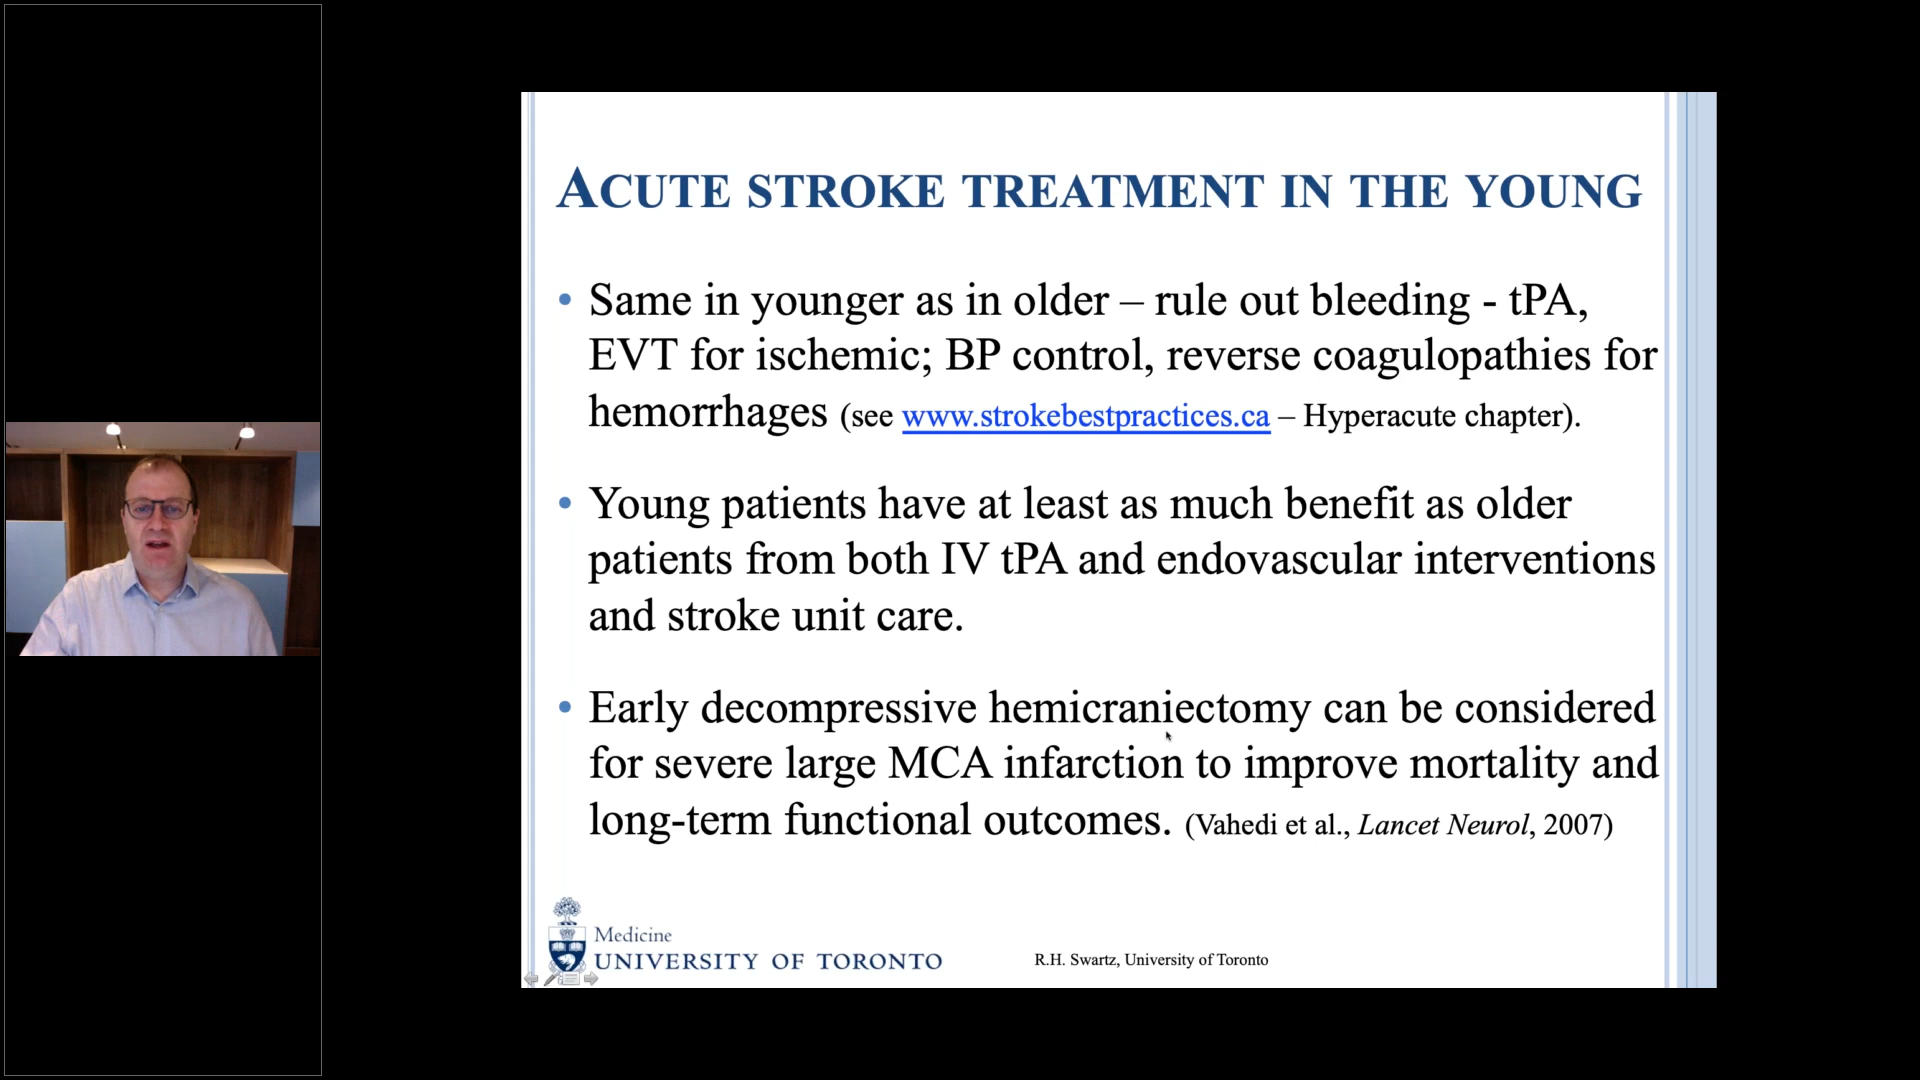 ACUTE STROKE TREATMENT IN THE YOUNG
• Same in younger as in older – rule out bleeding - tPA,
EVT for ischemic; BP control, reverse coagulopathies for
hemorrhages (see www.strokebestpractices.ca – Hyperacute chapter).
• Young patients have at least as much benefit as older
patients from both IV tPA and endovascular interventions
and stroke unit care.
• Early decompressive hemicraniectomy can be considered
for severe large MCA infarction to improve mortality and
long-term functional outcomes. (Vahedi et al., Lancet Neurol, 2007)
Medicine
UNIVERSITY OF TORONTO
R.H. Swartz, University of Toronto